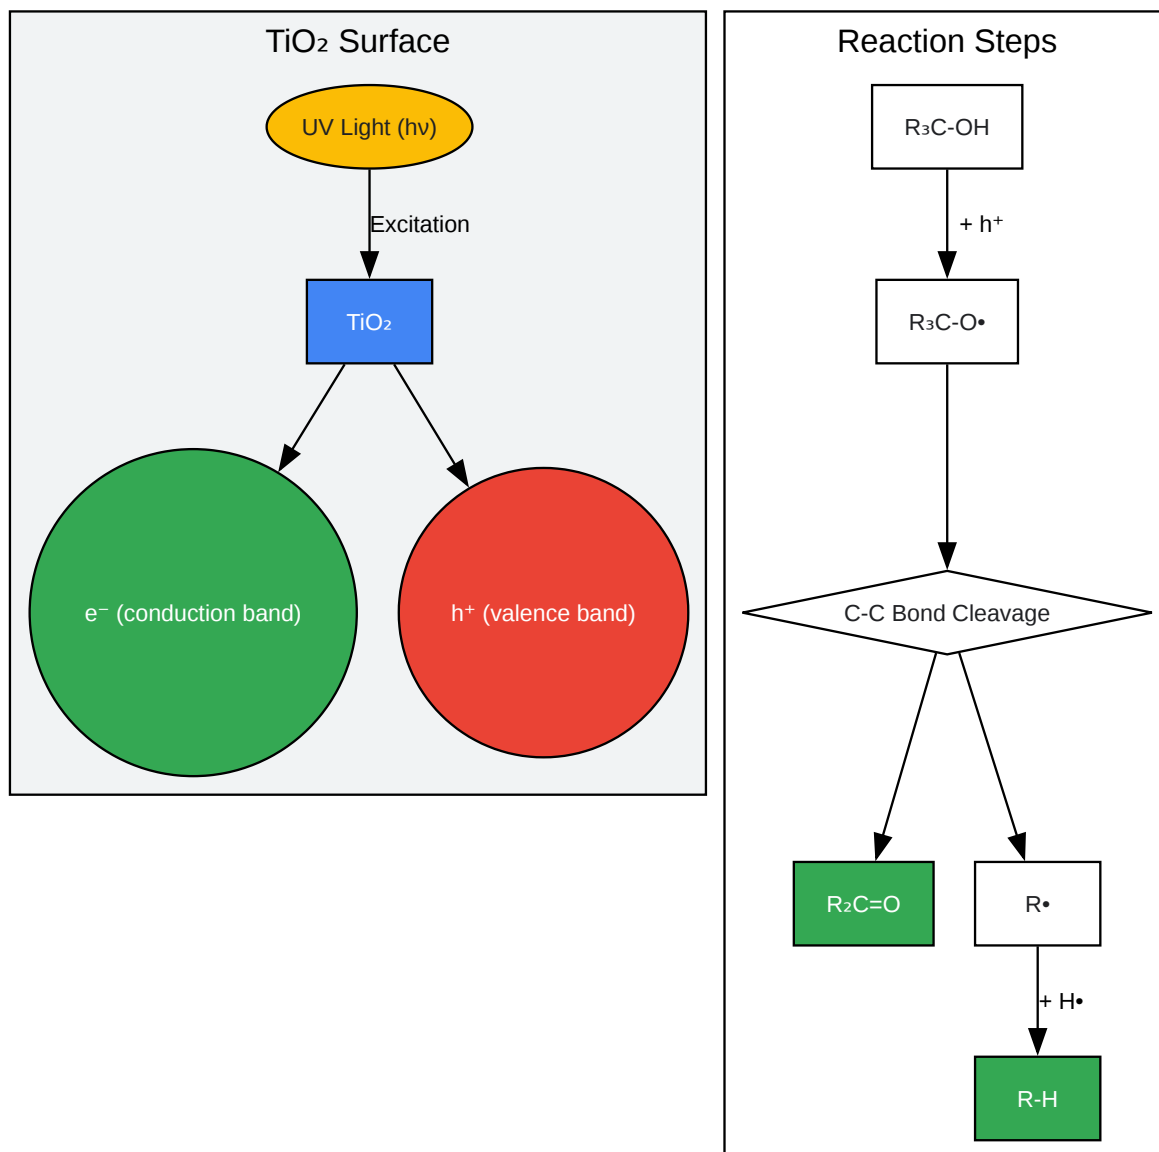 TiO₂ Surface
UV Light (hν)
Excitation
TiO₂
e⁻ (conduction band)
h⁺ (valence band)
Reaction Steps
R₃C-OH
+ h⁺
R₃C-O•
C-C Bond Cleavage
R₂C=O
R•
+ H•
R-H